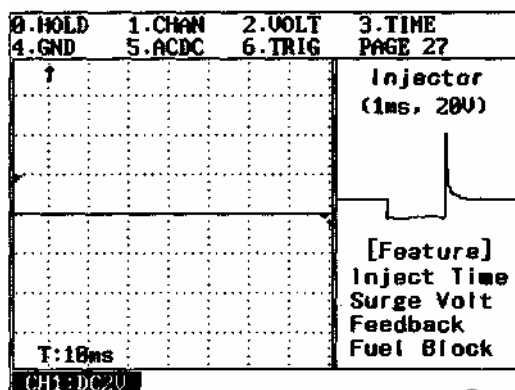 0.HOLD 1.CHAN 2.VOLT 3.TIME
4.GND 5.ACDC 6.TRIG PAGE 27
Injector
(1ms, 20V)
[Feature]
Inject Time
Surge Volt
Feedback
Fuel Block
T:10ms
CH1:DC2V